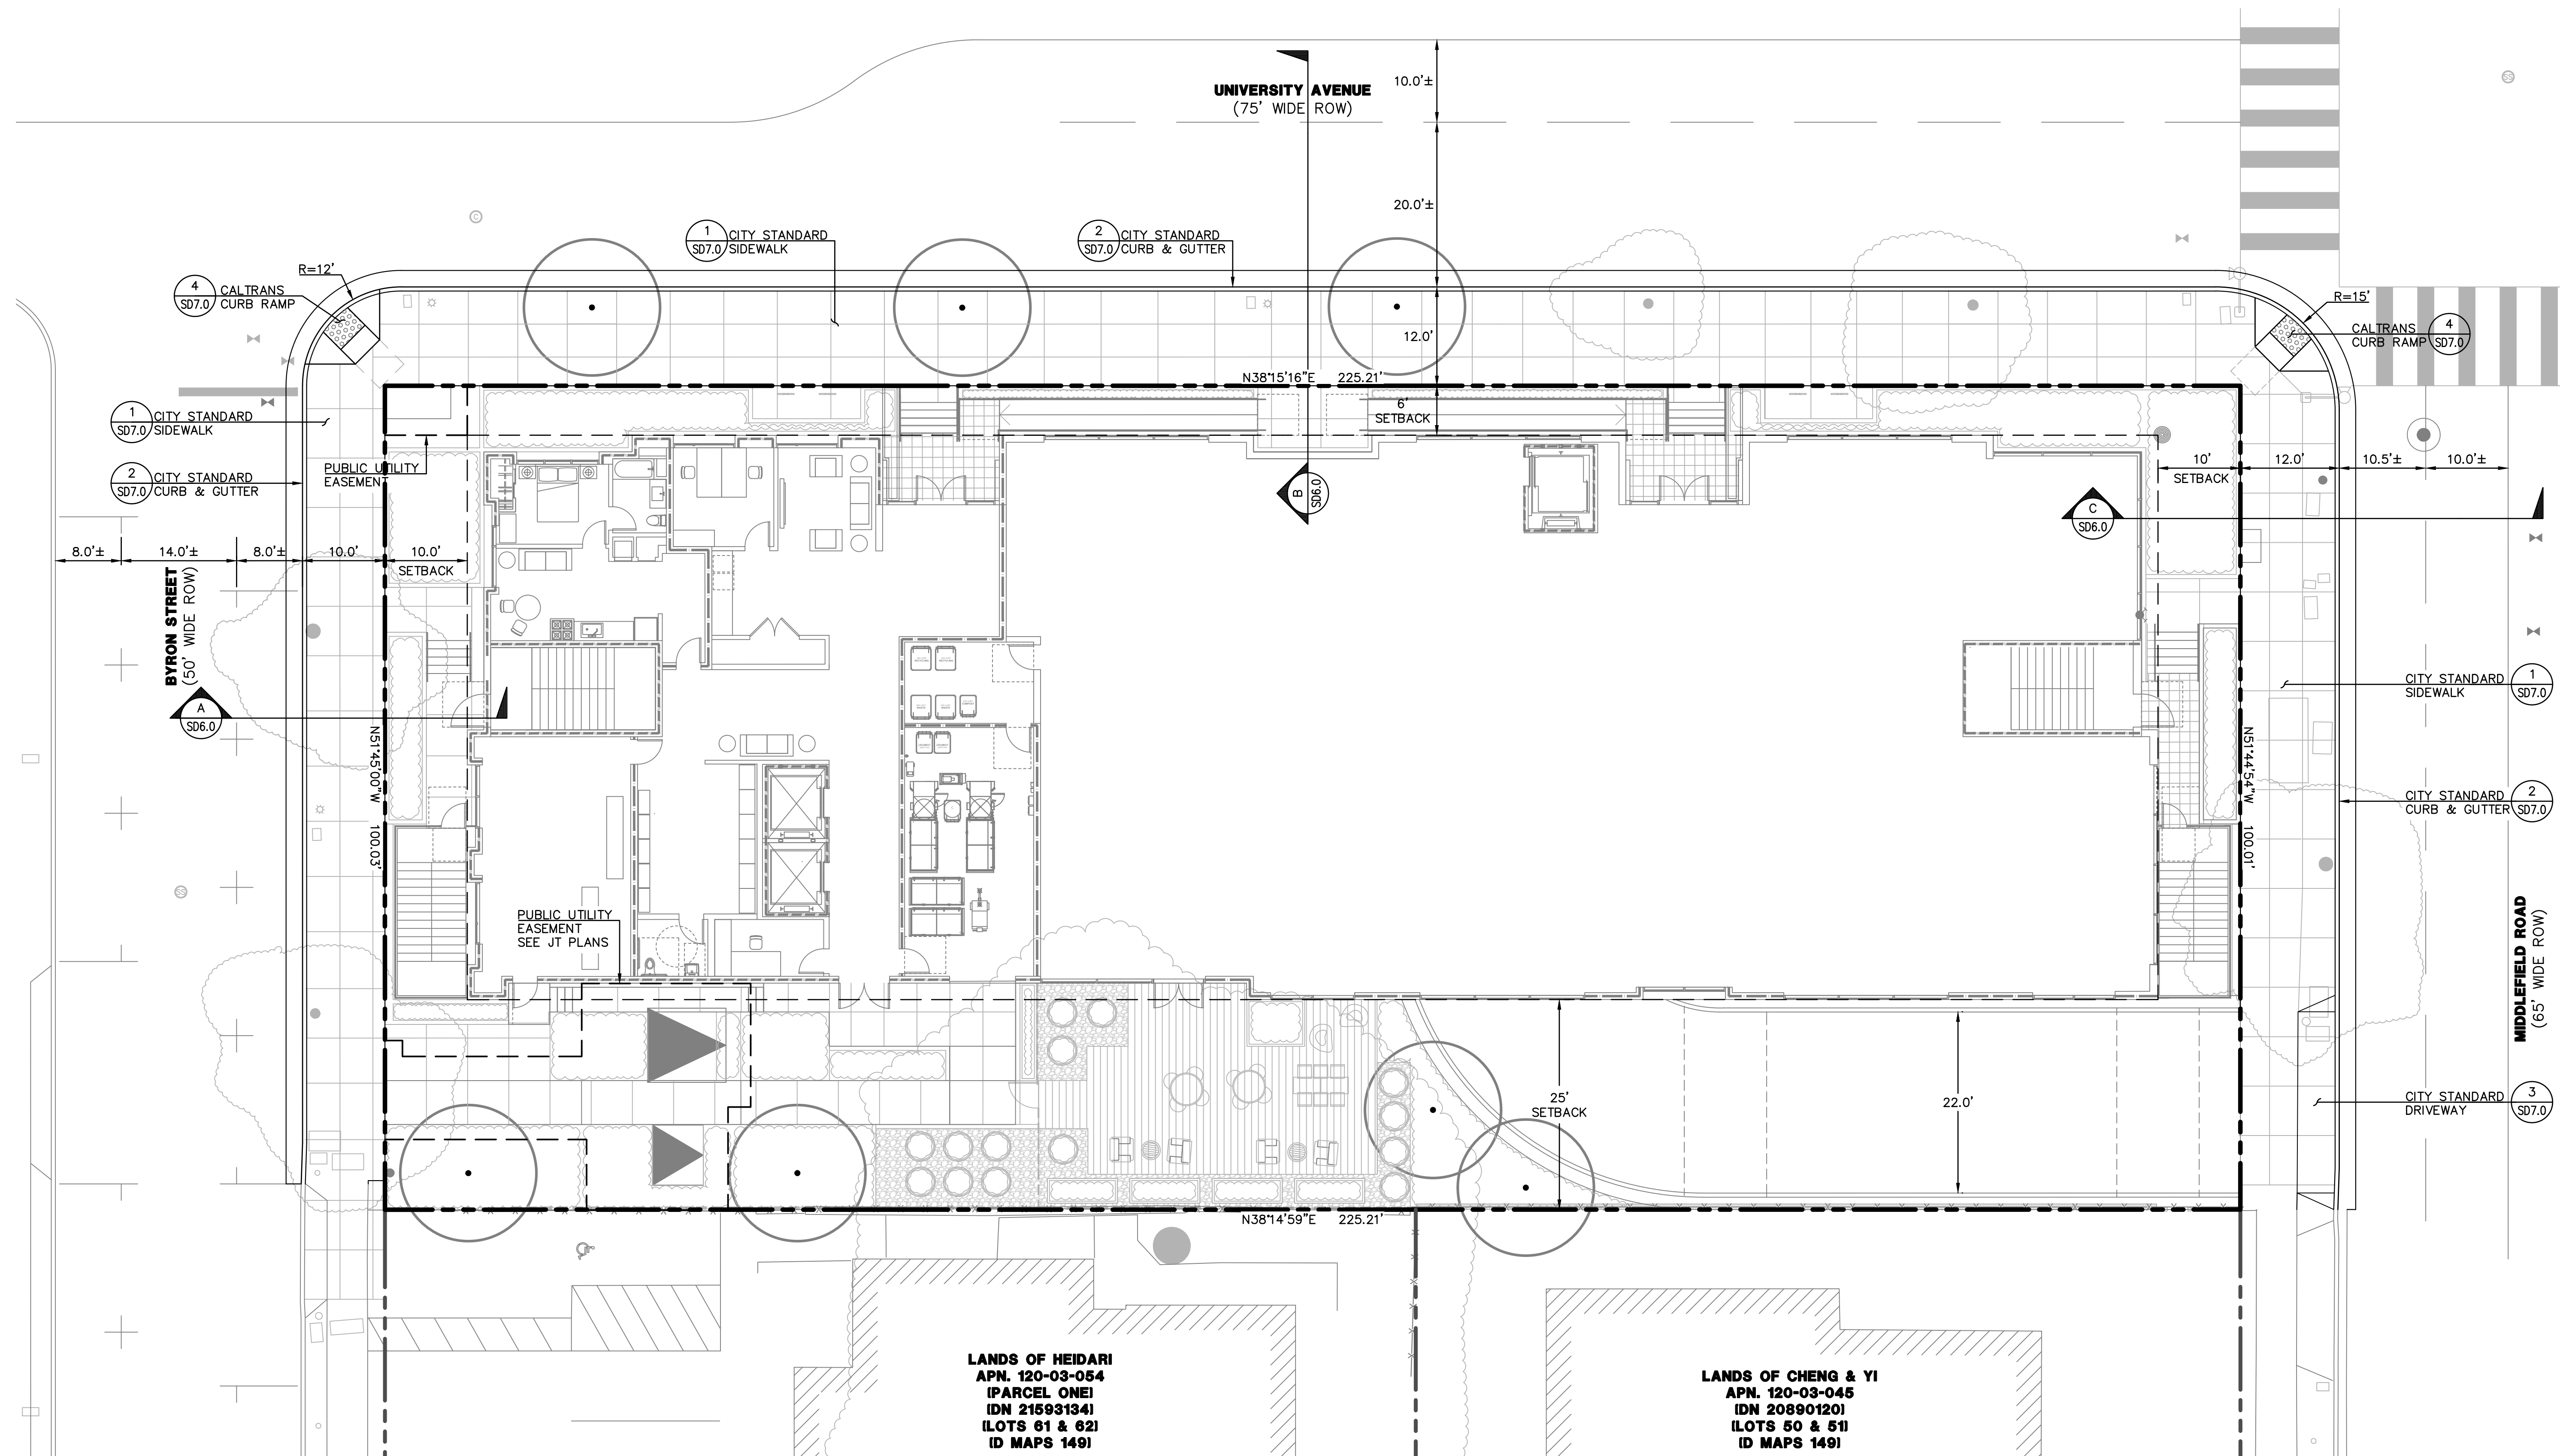 10.0'±
UNIVERSITY AVENUE
(75' WIDE ROW)
20.0'±
1
SD7.0
CITY STANDARD
SIDEWALK
2
SD7.0
CITY STANDARD
CURB & GUTTER
R=12'
4
SD7.0
CALTRANS
CURB RAMP
R=15'
CALTRANS
CURB RAMP
4
SD7.0
12.0'
N38°15'16"E 225.21'
6'
SETBACK
1
SD7.0
CITY STANDARD
SIDEWALK
PUBLIC UTILITY
EASEMENT
2
SD7.0
CITY STANDARD
CURB & GUTTER
B
SD6.0
10'
SETBACK
12.0'
10.5'±
10.0'±
C
SD6.0
8.0'±
14.0'±
8.0'±
10.0'
10.0'
SETBACK
BYRON STREET
(50' WIDE ROW)
A
SD6.0
CITY STANDARD
SIDEWALK
1
SD7.0
N51°45'00"W 100.03'
N51°44'54"W 100.01'
CITY STANDARD
CURB & GUTTER
2
SD7.0
PUBLIC UTILITY
EASEMENT
SEE JT PLANS
MIDDLEFIELD ROAD
(65' WIDE ROW)
25'
SETBACK
22.0'
CITY STANDARD
DRIVEWAY
3
SD7.0
N38°14'59"E 225.21'
LANDS OF HEIDARI
APN. 120-03-054
(PARCEL ONE)
(DN 21593134)
(LOTS 61 & 62)
(D MAPS 149)
LANDS OF CHENG & YI
APN. 120-03-045
(DN 20890120)
(LOTS 50 & 51)
(D MAPS 149)
SS
C
SS